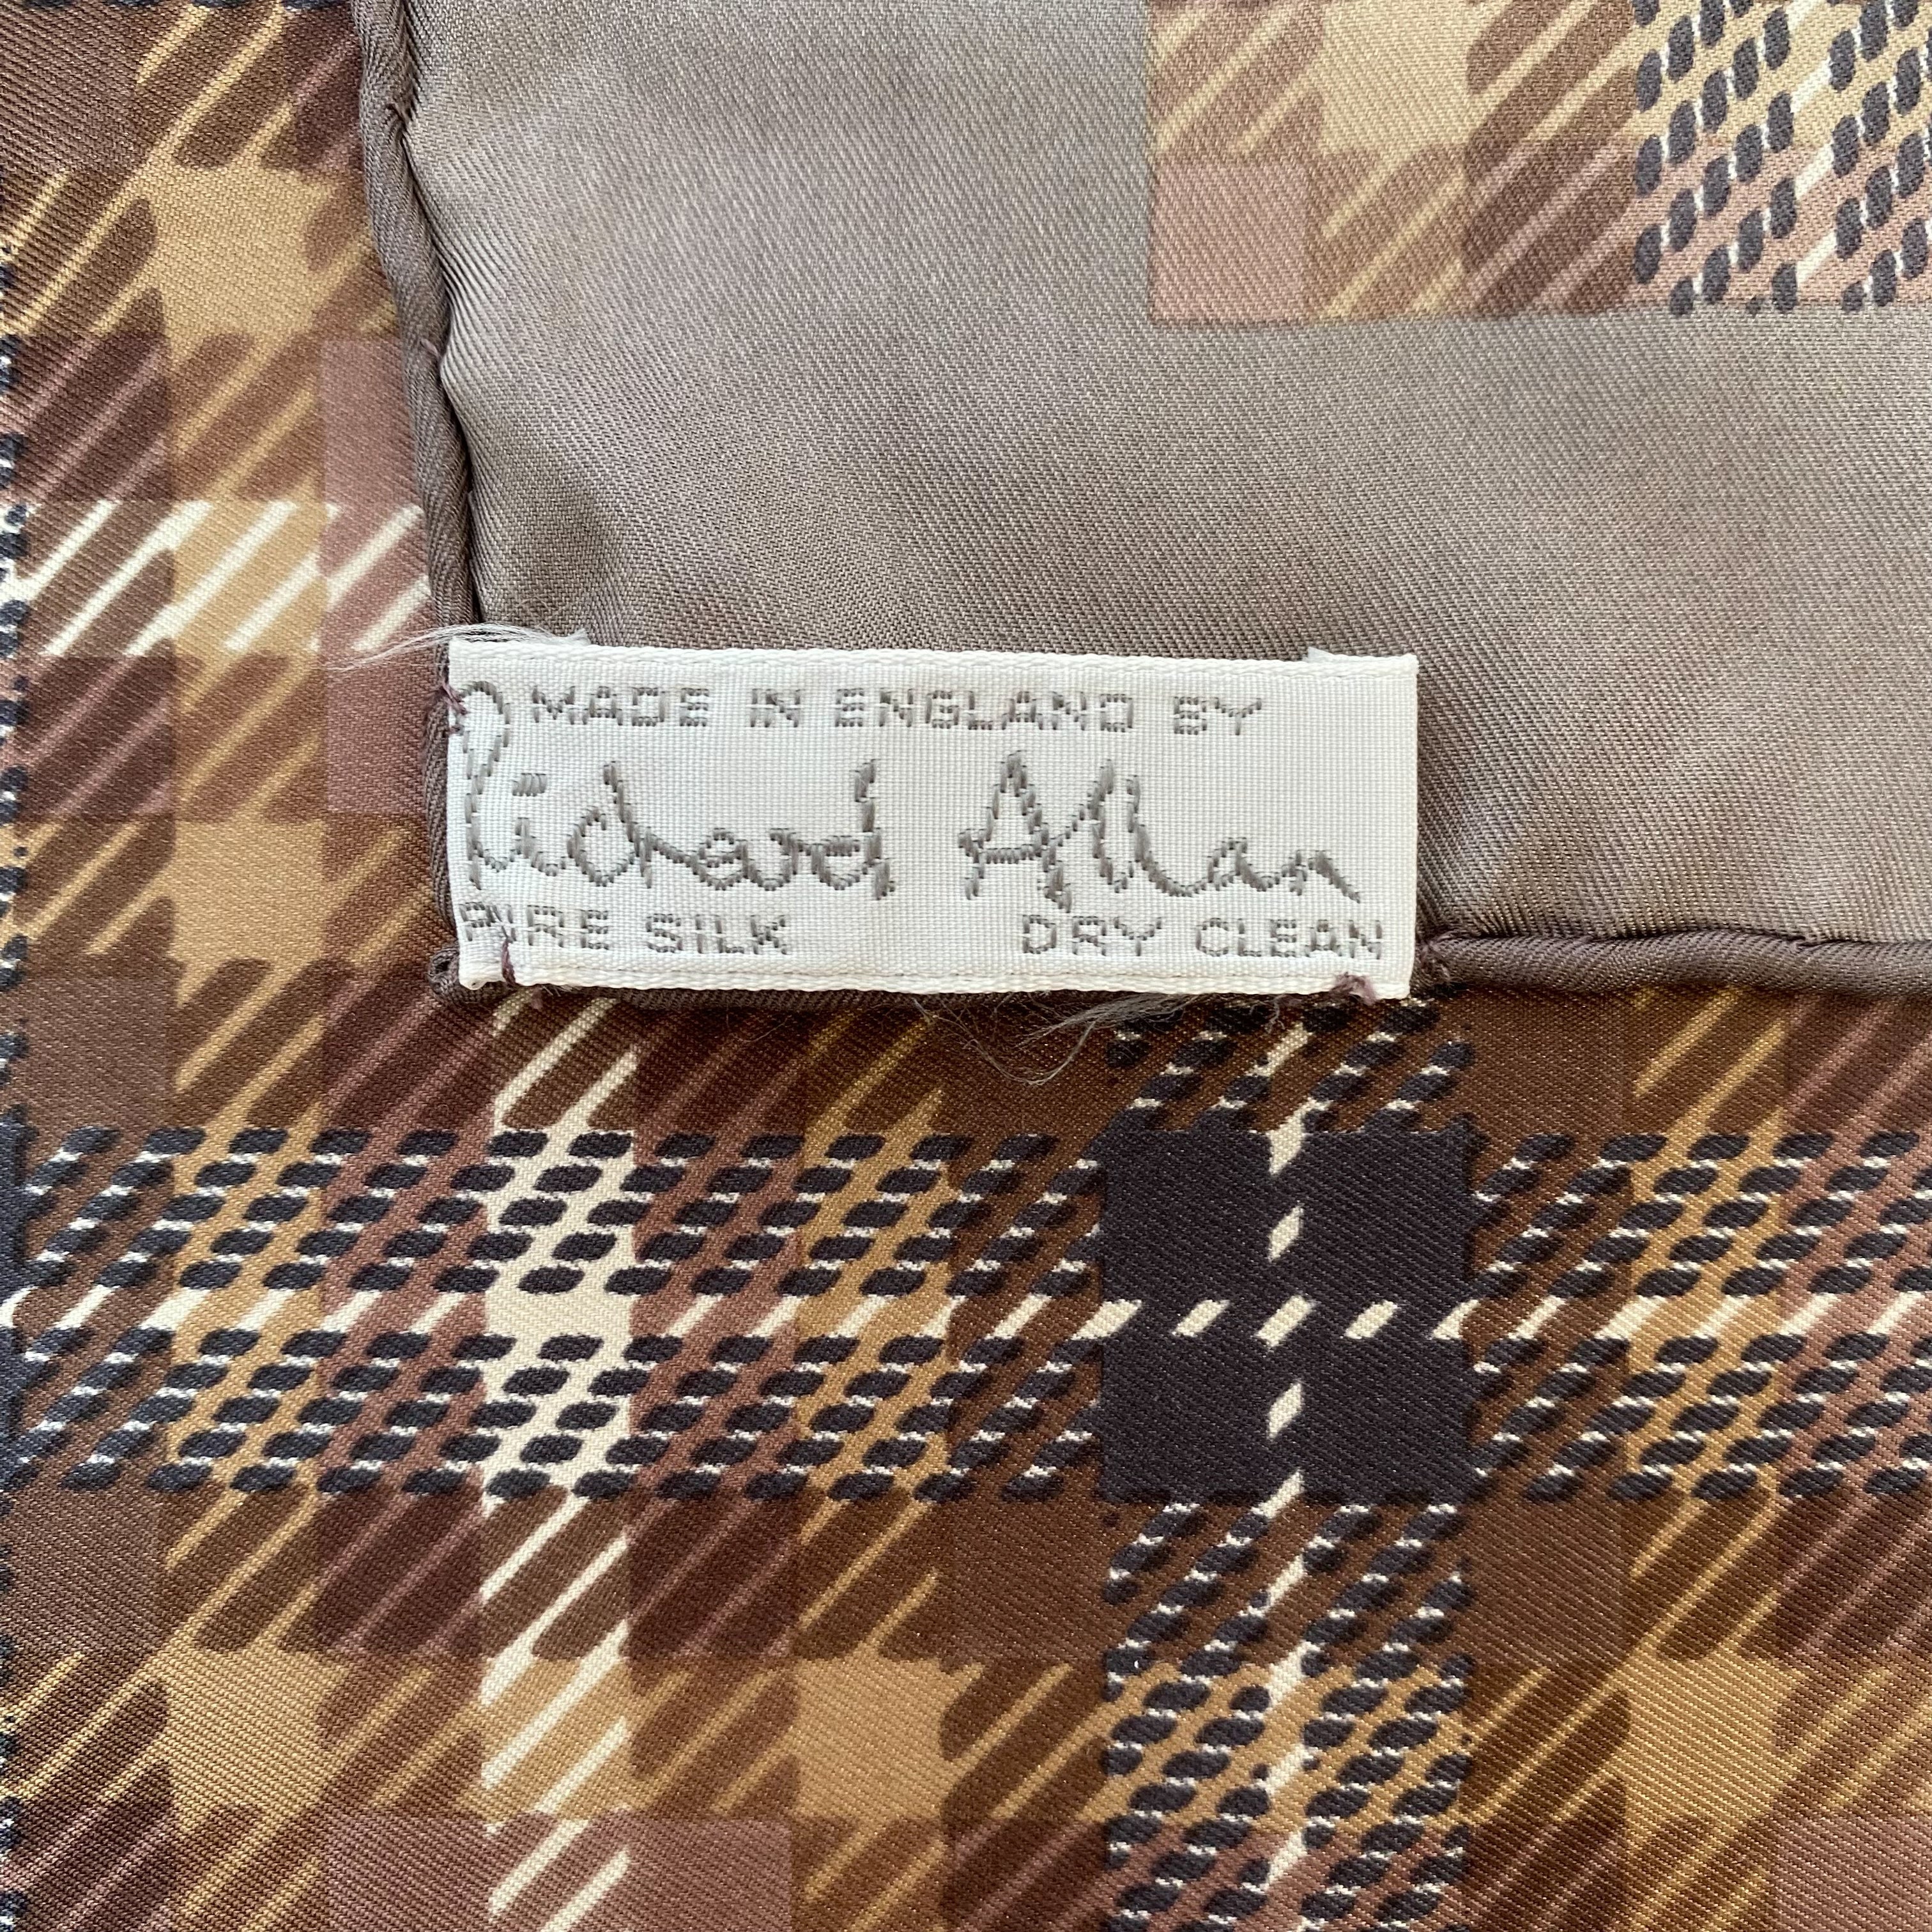 MADE IN ENGLAND BY
Richard Allan
PURE SILK DRY CLEAN